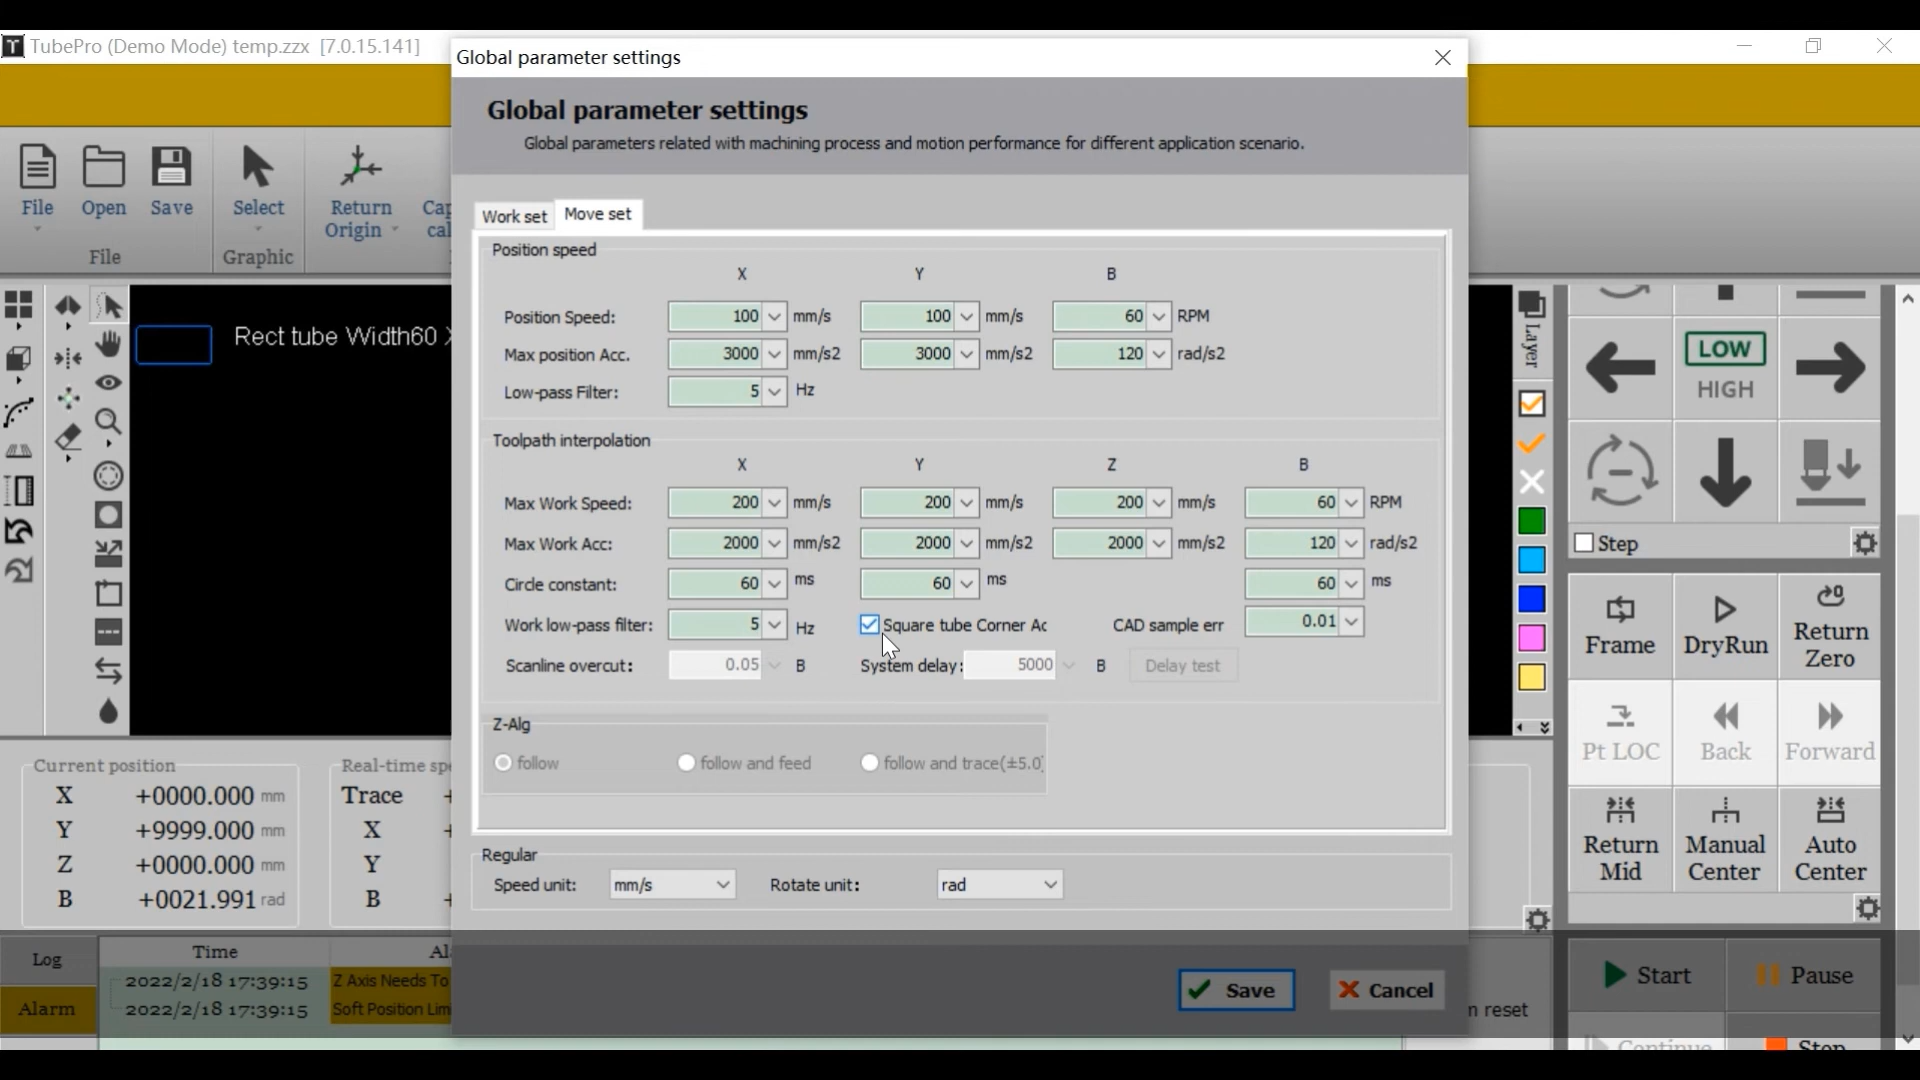 TubePro (Demo Mode) temp.zzx [7.0.15.141]
Global parameter settings
Global parameter settings
Global parameters related with machining process and motion performance for different application scenario.
File Open Save Select Return Origin
File Graphic
Work set Move set
Position speed
X Y B
Position Speed: 100 mm/s 100 mm/s 60 RPM
Max position Acc. 3000 mm/s2 3000 mm/s2 120 rad/s2
Low-pass Filter: 5 Hz
Toolpath interpolation
X Y Z B
Max Work Speed: 200 mm/s 200 mm/s 200 mm/s 60 RPM
Max Work Acc: 2000 mm/s2 2000 mm/s2 2000 mm/s2 120 rad/s2
Circle constant: 60 ms 60 ms 60 ms
Work low-pass filter: 5 Hz Square tube Corner Ac CAD sample err 0.01
Scanline overcut: 0.05 B System delay: 5000 B Delay test
Z-Alg
follow follow and feed follow and trace(±5.0)
Regular
Speed unit: mm/s Rotate unit: rad
Save Cancel
Rect tube Width60
Layer
LOW
HIGH
Step
Frame DryRun Return Zero
Pt LOC Back Forward
Return Mid Manual Center Auto Center
Start Pause
Continue Stop
Current position
X +0000.000 mm
Y +9999.000 mm
Z +0000.000 mm
B +0021.991 rad
Real-time spe
Trace
X
Y
B
Log Time
Alarm
2022/2/18 17:39:15 Z Axis Needs To
2022/2/18 17:39:15 Soft Position Lim
reset